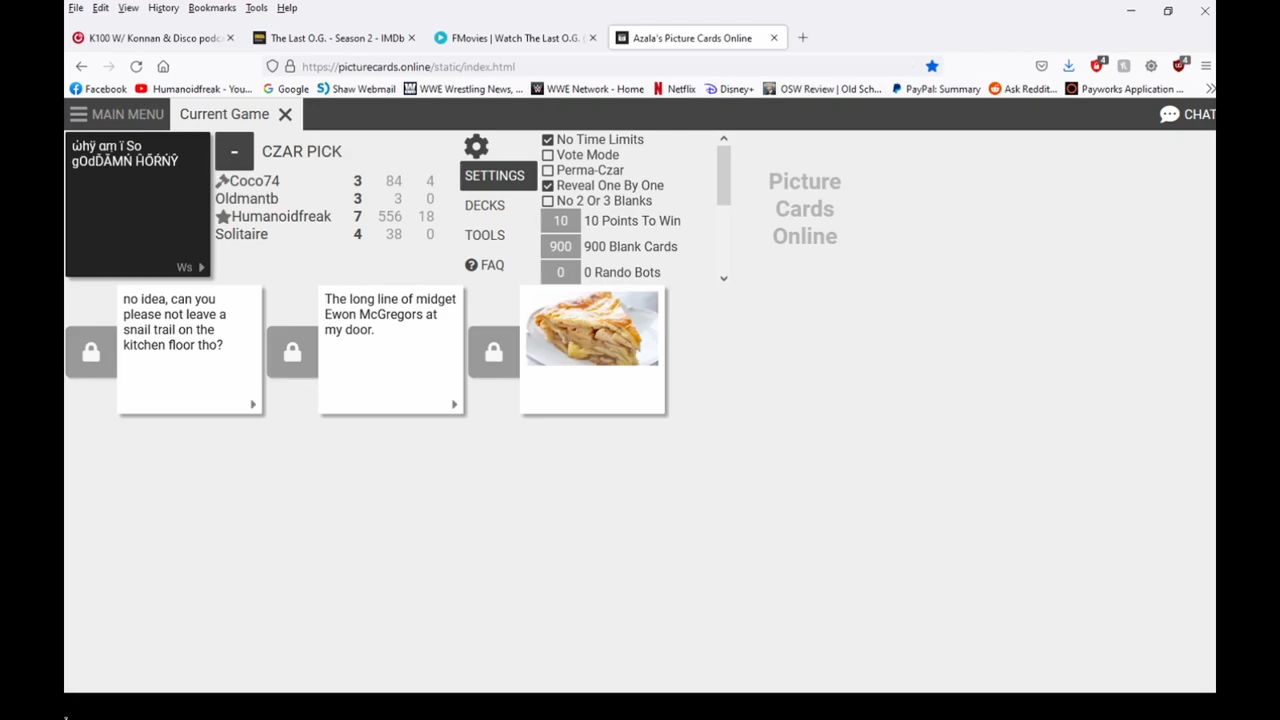 File Edit View History Bookmarks Tools Help
K100 W/ Konnan & Disco podc
The Last O.G. - Season 2 - IMDb
FMovies | Watch The Last O.G. (
Azala's Picture Cards Online
https://picturecards.online/static/index.html
4
4
Facebook
Humanoidfreak - You...
Google
Shaw Webmail
WWE Wrestling News, ...
WWE Network - Home
Netflix
Disney+
OSW Review | Old Sch...
PayPal: Summary
Ask Reddit...
Payworks Application ...
MAIN MENU
Current Game
CHAT
ώhÿ αm ï So
gOdĎÄMŃ ĤŐŔŃŶ
Ws
-
CZAR PICK
Coco74 3 84 4
Oldmantb 3 3 0
Humanoidfreak 7 556 18
Solitaire 4 38 0
SETTINGS
DECKS
TOOLS
FAQ
No Time Limits
Vote Mode
Perma-Czar
Reveal One By One
No 2 Or 3 Blanks
10 10 Points To Win
900 900 Blank Cards
0 0 Rando Bots
Picture
Cards
Online
no idea, can you
please not leave a
snail trail on the
kitchen floor tho?
The long line of midget
Ewon McGregors at
my door.